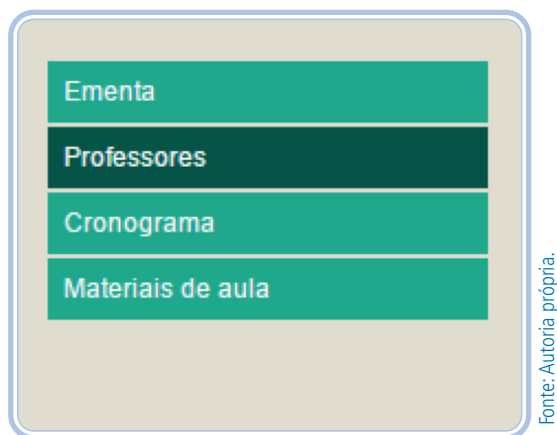 Ementa
Professores
Cronograma
Materiais de aula
Fonte: Autoria própria.